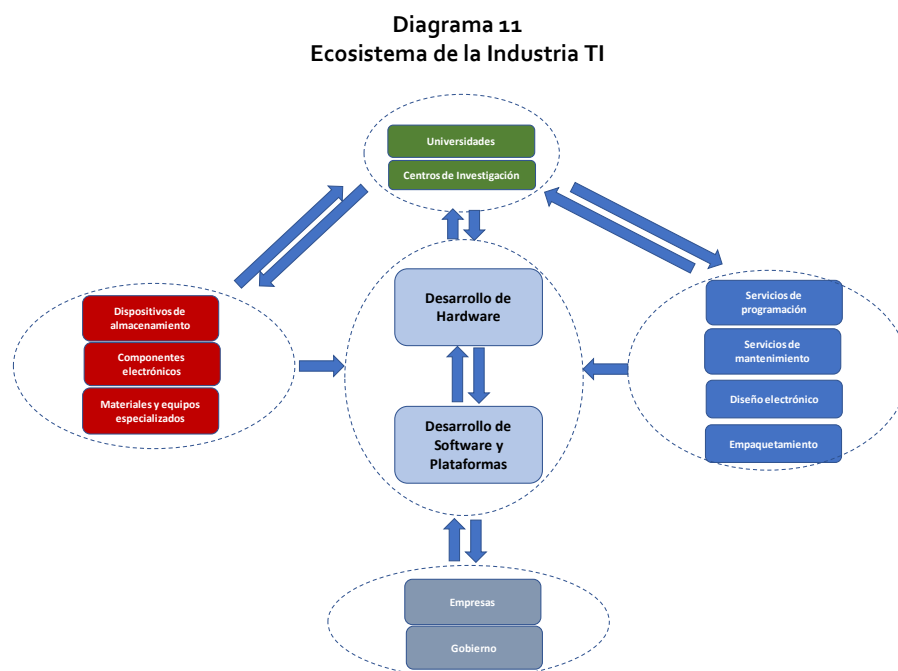 Diagrama 11
Ecosistema de la Industria TI
Universidades
Centros de Investigación
Dispositivos de
almacenamiento
Componentes
electrónicos
Materiales y equipos
especializados
Desarrollo de
Hardware
Desarrollo de
Software y
Plataformas
Servicios de
programación
Servicios de
mantenimiento
Diseño electrónico
Empaquetamiento
Empresas
Gobierno